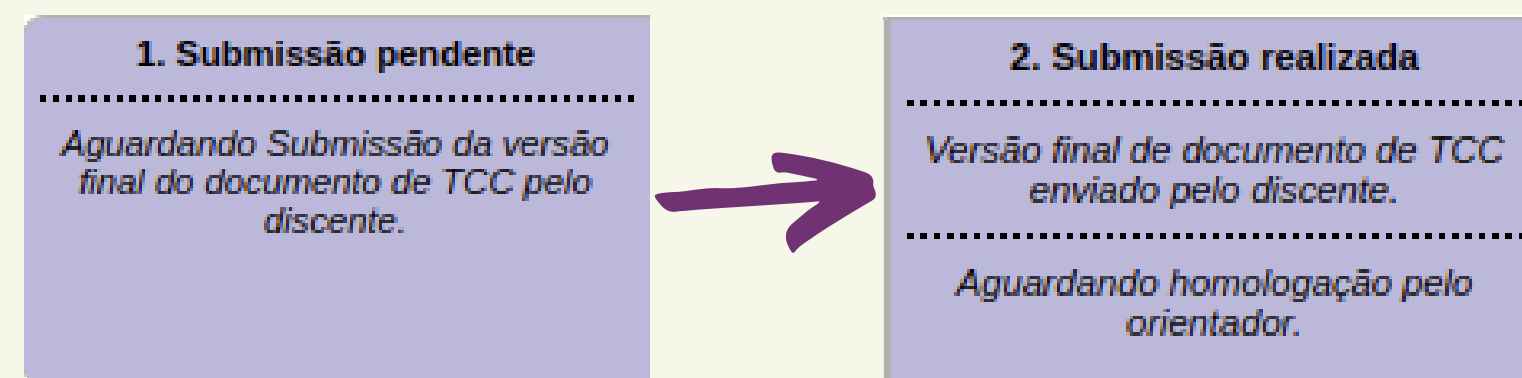 1. Submissão pendente
Aguardando Submissão da versão
final do documento de TCC pelo
discente.
2. Submissão realizada
Versão final de documento de TCC
enviado pelo discente.
Aguardando homologação pelo
orientador.